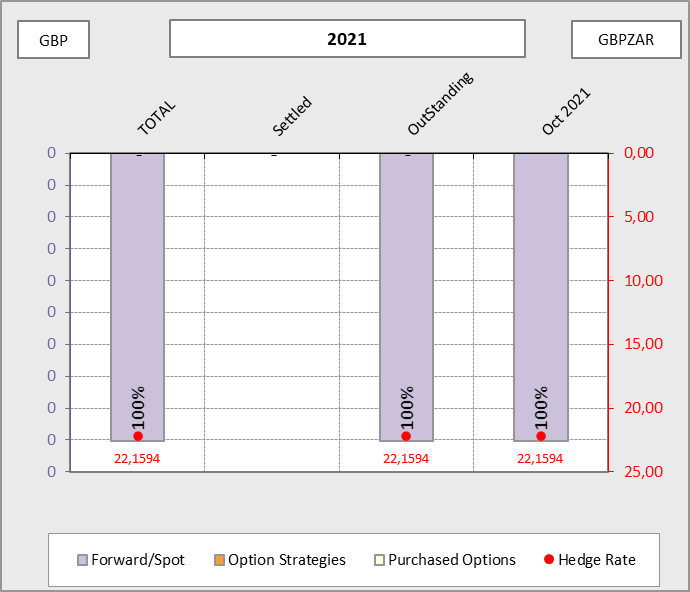 GBP
2021
GBPZAR
TOTAL
Settled
OutStanding
Oct 2021
0
0
0
0
0
0
0
0
0
0
0
0,00
5,00
10,00
15,00
20,00
25,00
-
-
-
100%
100%
100%
22,1594
22,1594
22,1594
Forward/Spot
Option Strategies
Purchased Options
Hedge Rate